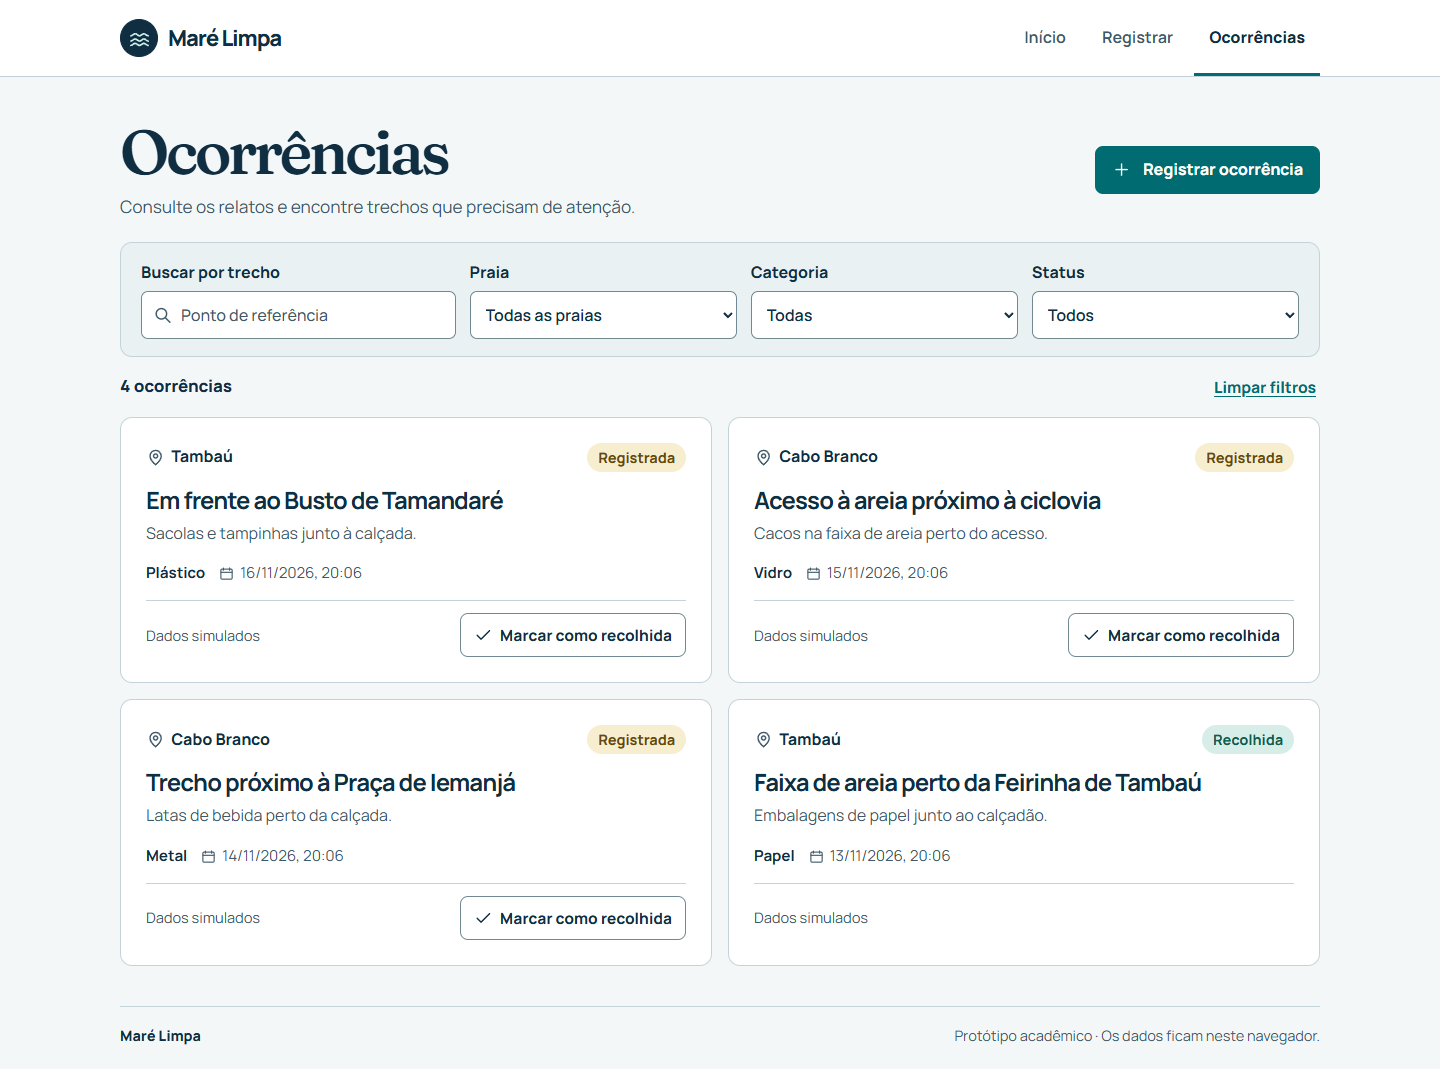 Maré Limpa
Início
Registrar
Ocorrências
Ocorrências
Consulte os relatos e encontre trechos que precisam de atenção.
Registrar ocorrência
Buscar por trecho
Ponto de referência
Praia
Todas as praias
Categoria
Todas
Status
Todos
4 ocorrências
Limpar filtros
Tambaú
Registrada
Em frente ao Busto de Tamandaré
Sacolas e tampinhas junto à calçada.
Plástico 16/11/2026, 20:06
Dados simulados
Marcar como recolhida
Cabo Branco
Registrada
Acesso à areia próximo à ciclovia
Cacos na faixa de areia perto do acesso.
Vidro 15/11/2026, 20:06
Dados simulados
Marcar como recolhida
Cabo Branco
Registrada
Trecho próximo à Praça de Iemanjá
Latas de bebida perto da calçada.
Metal 14/11/2026, 20:06
Dados simulados
Marcar como recolhida
Tambaú
Recolhida
Faixa de areia perto da Feirinha de Tambaú
Embalagens de papel junto ao calçadão.
Papel 13/11/2026, 20:06
Dados simulados
Maré Limpa
Protótipo acadêmico · Os dados ficam neste navegador.